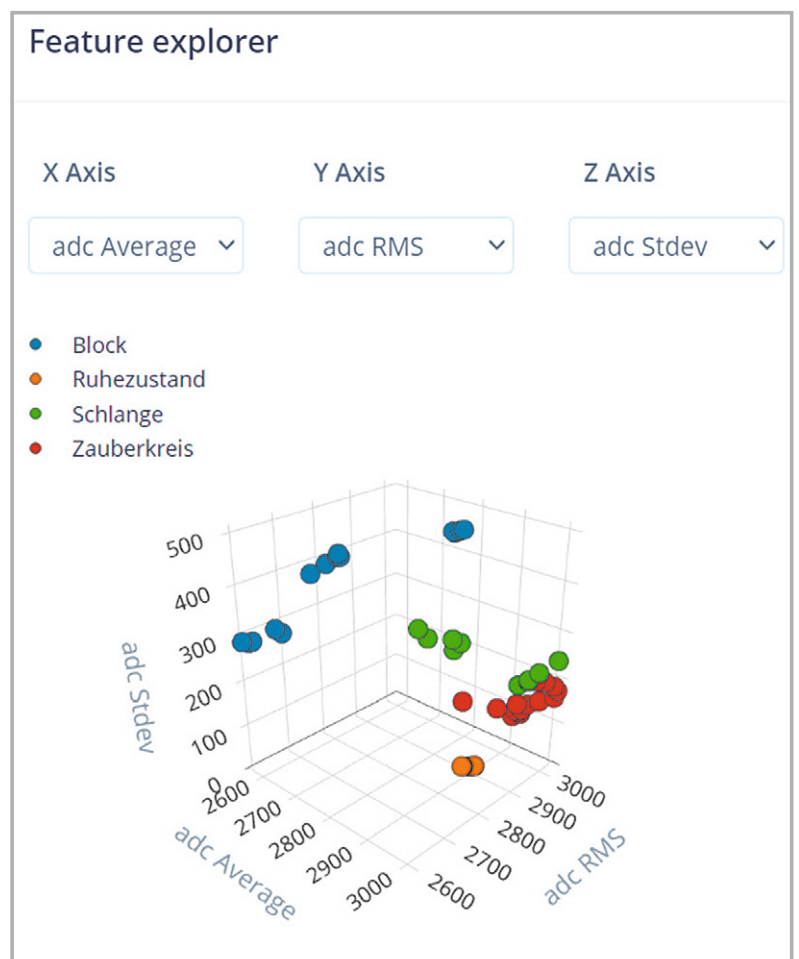 Feature explorer
X Axis Y Axis Z Axis
adc Average adc RMS adc Stdev
Block
Ruhezustand
Schlange
Zauberkreis
500
400
300
200
100
0
adc Stdev
2600
2700
2800
2900
3000
adc Average
3000
2900
2800
2700
2600
adc RMS